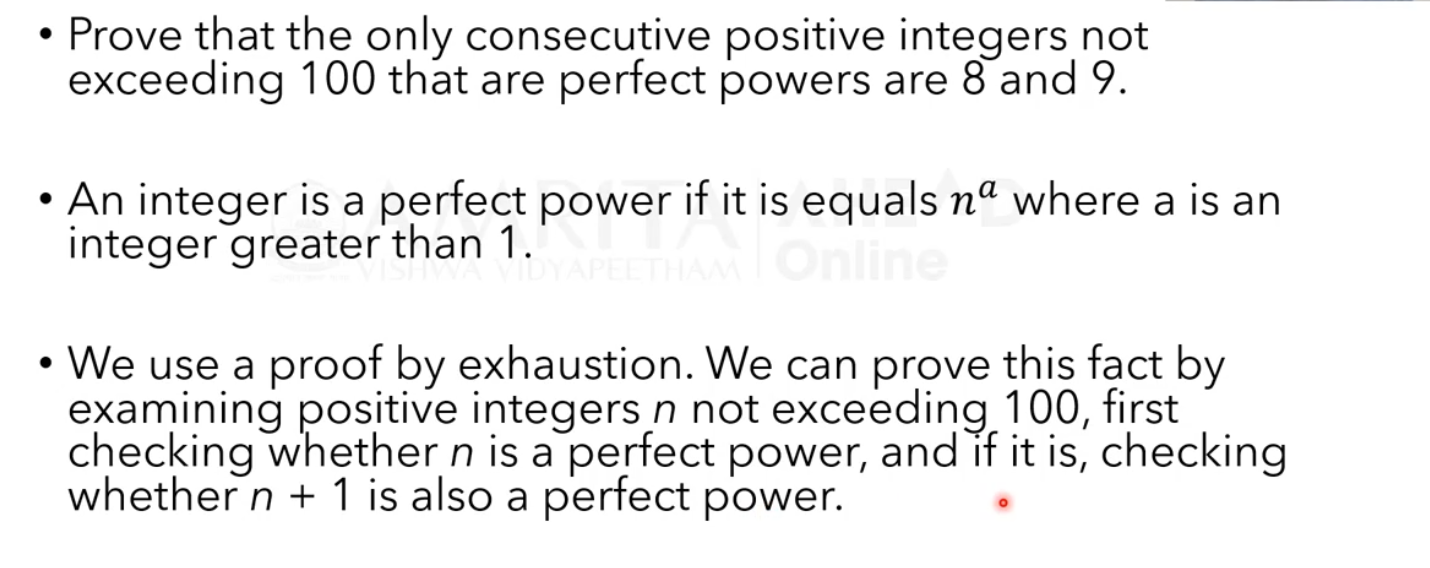 • Prove that the only consecutive positive integers not
exceeding 100 that are perfect powers are 8 and 9.
• An integer is a perfect power if it is equals nᵃ where a is an
integer greater than 1.
AMRITA AHEAD
VISHWA VIDYAPEETHAM Online
• We use a proof by exhaustion. We can prove this fact by
examining positive integers n not exceeding 100, first
checking whether n is a perfect power, and if it is, checking
whether n + 1 is also a perfect power.